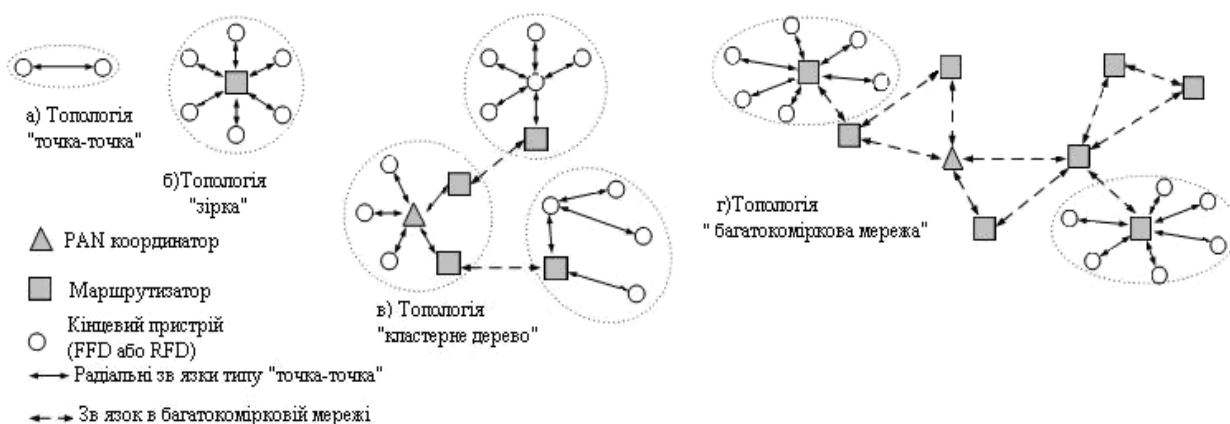 а) Топологія
"точка-точка"
б)Топологія
"зірка"
в) Топологія
"кластерне дерево"
г)Топологія
" багатокоміркова мережа"
PAN координатор
Маршрутизатор
Кінцевий пристрій
(FFD або RFD)
Радіальні зв язки типу "точка-точка"
Зв язок в багатокомірковій мережі